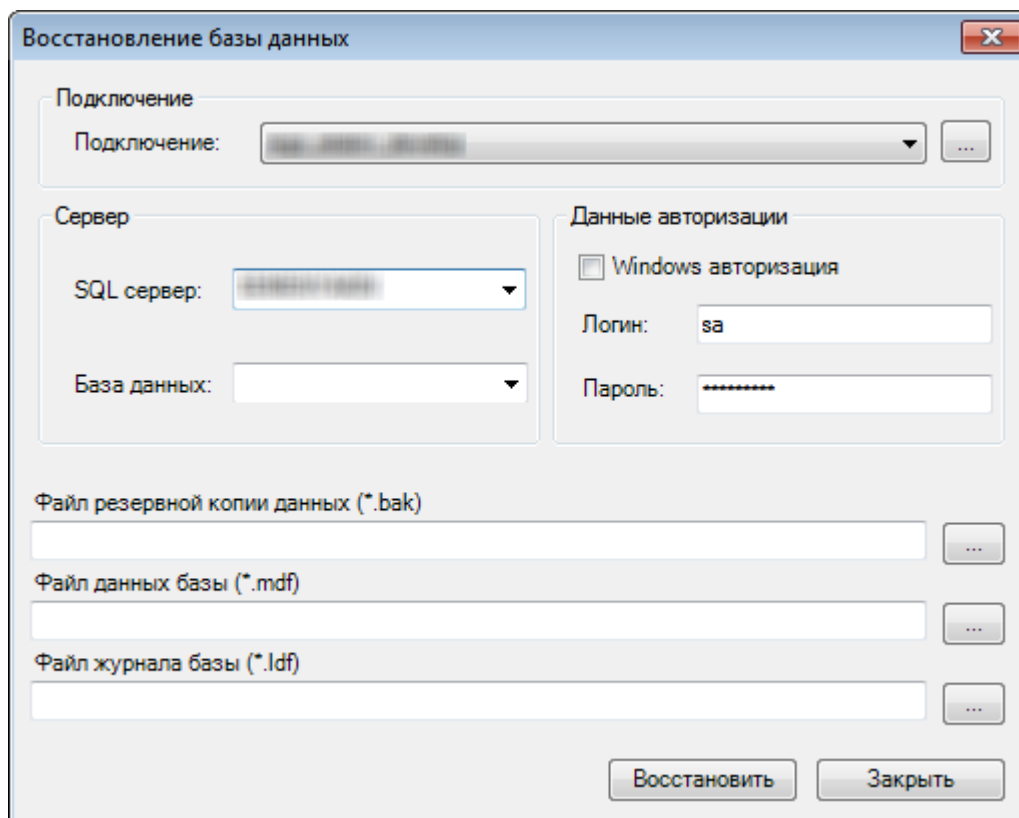 Восстановление базы данных
Подключение
Подключение:
...
Сервер
SQL сервер:
База данных:
Данные авторизации
Windows авторизация
Логин: sa
Пароль: *********
Файл резервной копии данных (*.bak)
...
Файл данных базы (*.mdf)
...
Файл журнала базы (*.ldf)
...
Восстановить Закрыть